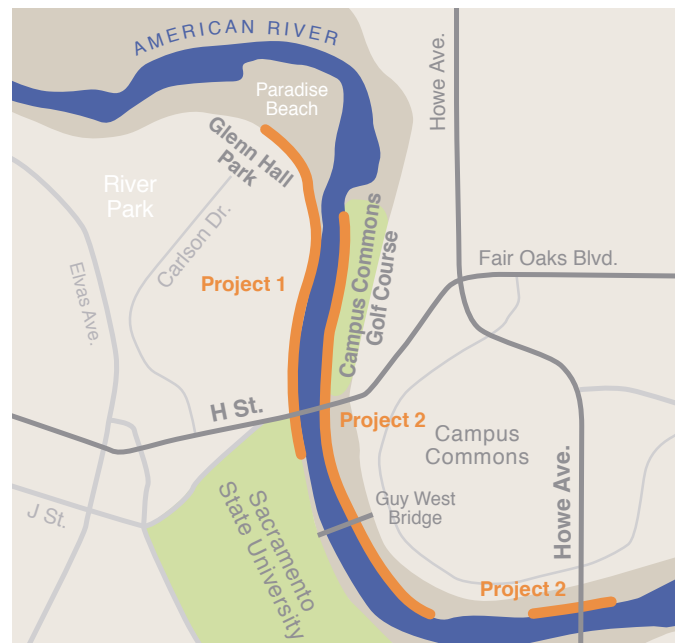 AMERICAN RIVER
Howe Ave.
Paradise
Beach
Glenn Hall
Park
River
Park
Carlson Dr.
Elvas Ave.
Project 1
Campus Commons
Golf Course
Fair Oaks Blvd.
H St.
Project 2
Campus
Commons
Guy West
Bridge
Howe Ave.
J St.
Sacramento
State University
Project 2